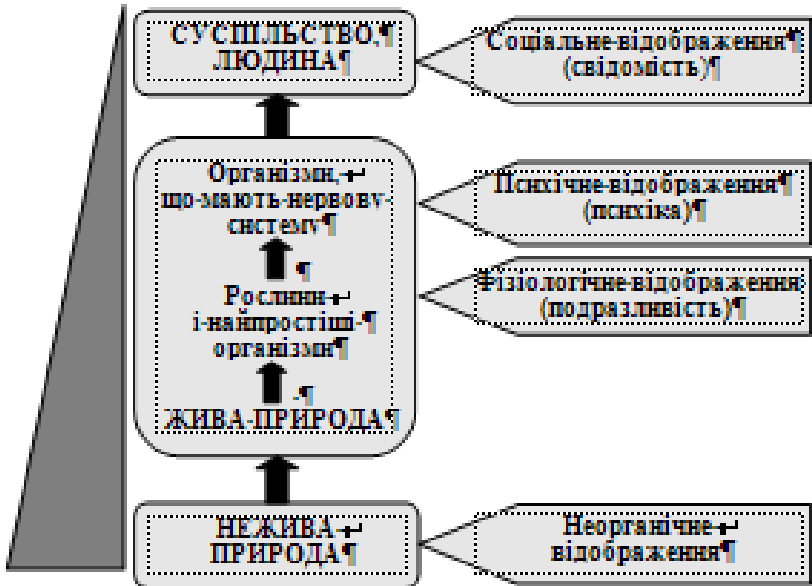 СУСПІЛЬСТВО,
ЛЮДИНА
Соціальне відображення
(свідомість)
Організми,
що мають нервову
систему
Психічне відображення
(психіка)
Рослини
і найпростіші
організми
Фізіологічне відображення
(подразливість)
ЖИВА ПРИРОДА
НЕЖИВА
ПРИРОДА
Неорганічне
відображення